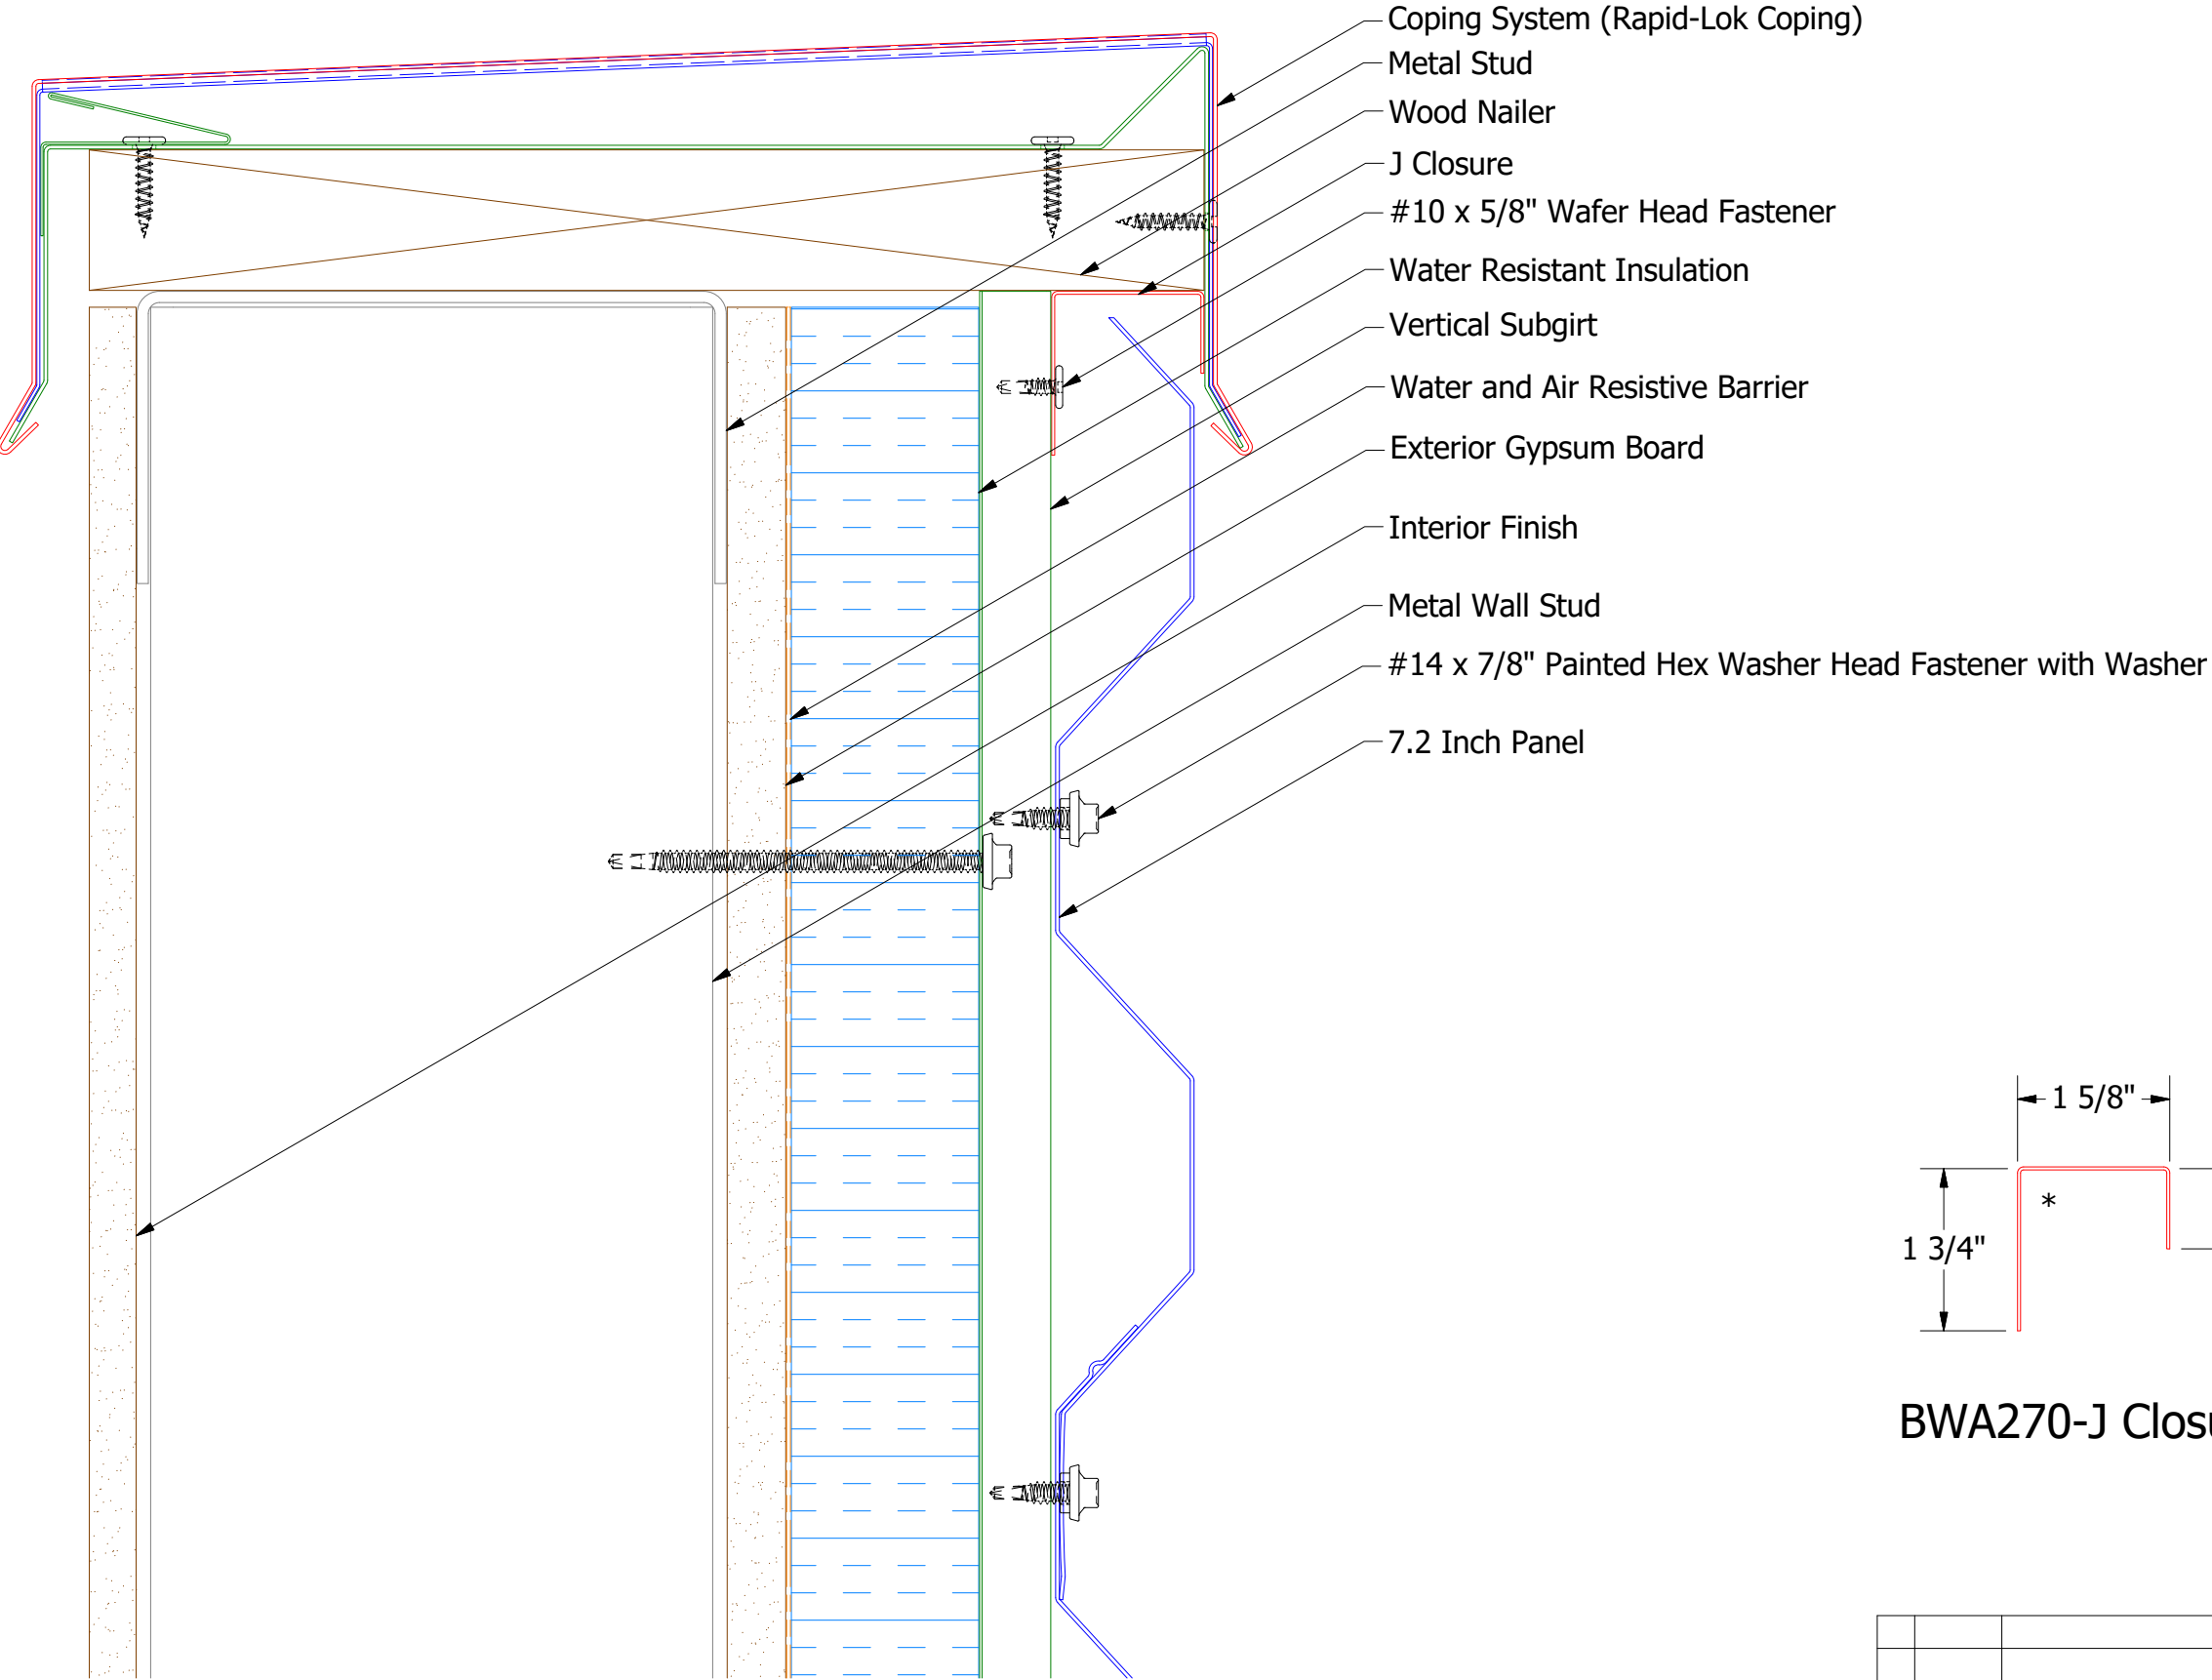 Coping System (Rapid-Lok Coping)
Metal Stud
Wood Nailer
J Closure
#10 x 5/8" Wafer Head Fastener
Water Resistant Insulation
Vertical Subgirt
Water and Air Resistive Barrier
Exterior Gypsum Board
Interior Finish
Metal Wall Stud
#14 x 7/8" Painted Hex Washer Head Fastener with Washer
7.2 Inch Panel
1 5/8"
*
1 3/4"
BWA270-J